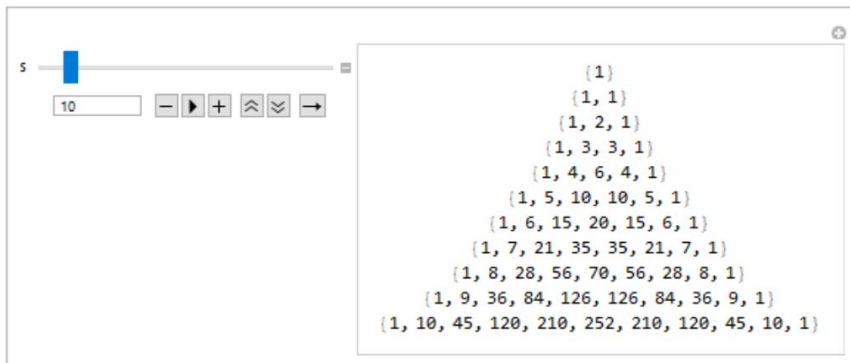 s
10
{1}
{1, 1}
{1, 2, 1}
{1, 3, 3, 1}
{1, 4, 6, 4, 1}
{1, 5, 10, 10, 5, 1}
{1, 6, 15, 20, 15, 6, 1}
{1, 7, 21, 35, 35, 21, 7, 1}
{1, 8, 28, 56, 70, 56, 28, 8, 1}
{1, 9, 36, 84, 126, 126, 84, 36, 9, 1}
{1, 10, 45, 120, 210, 252, 210, 120, 45, 10, 1}